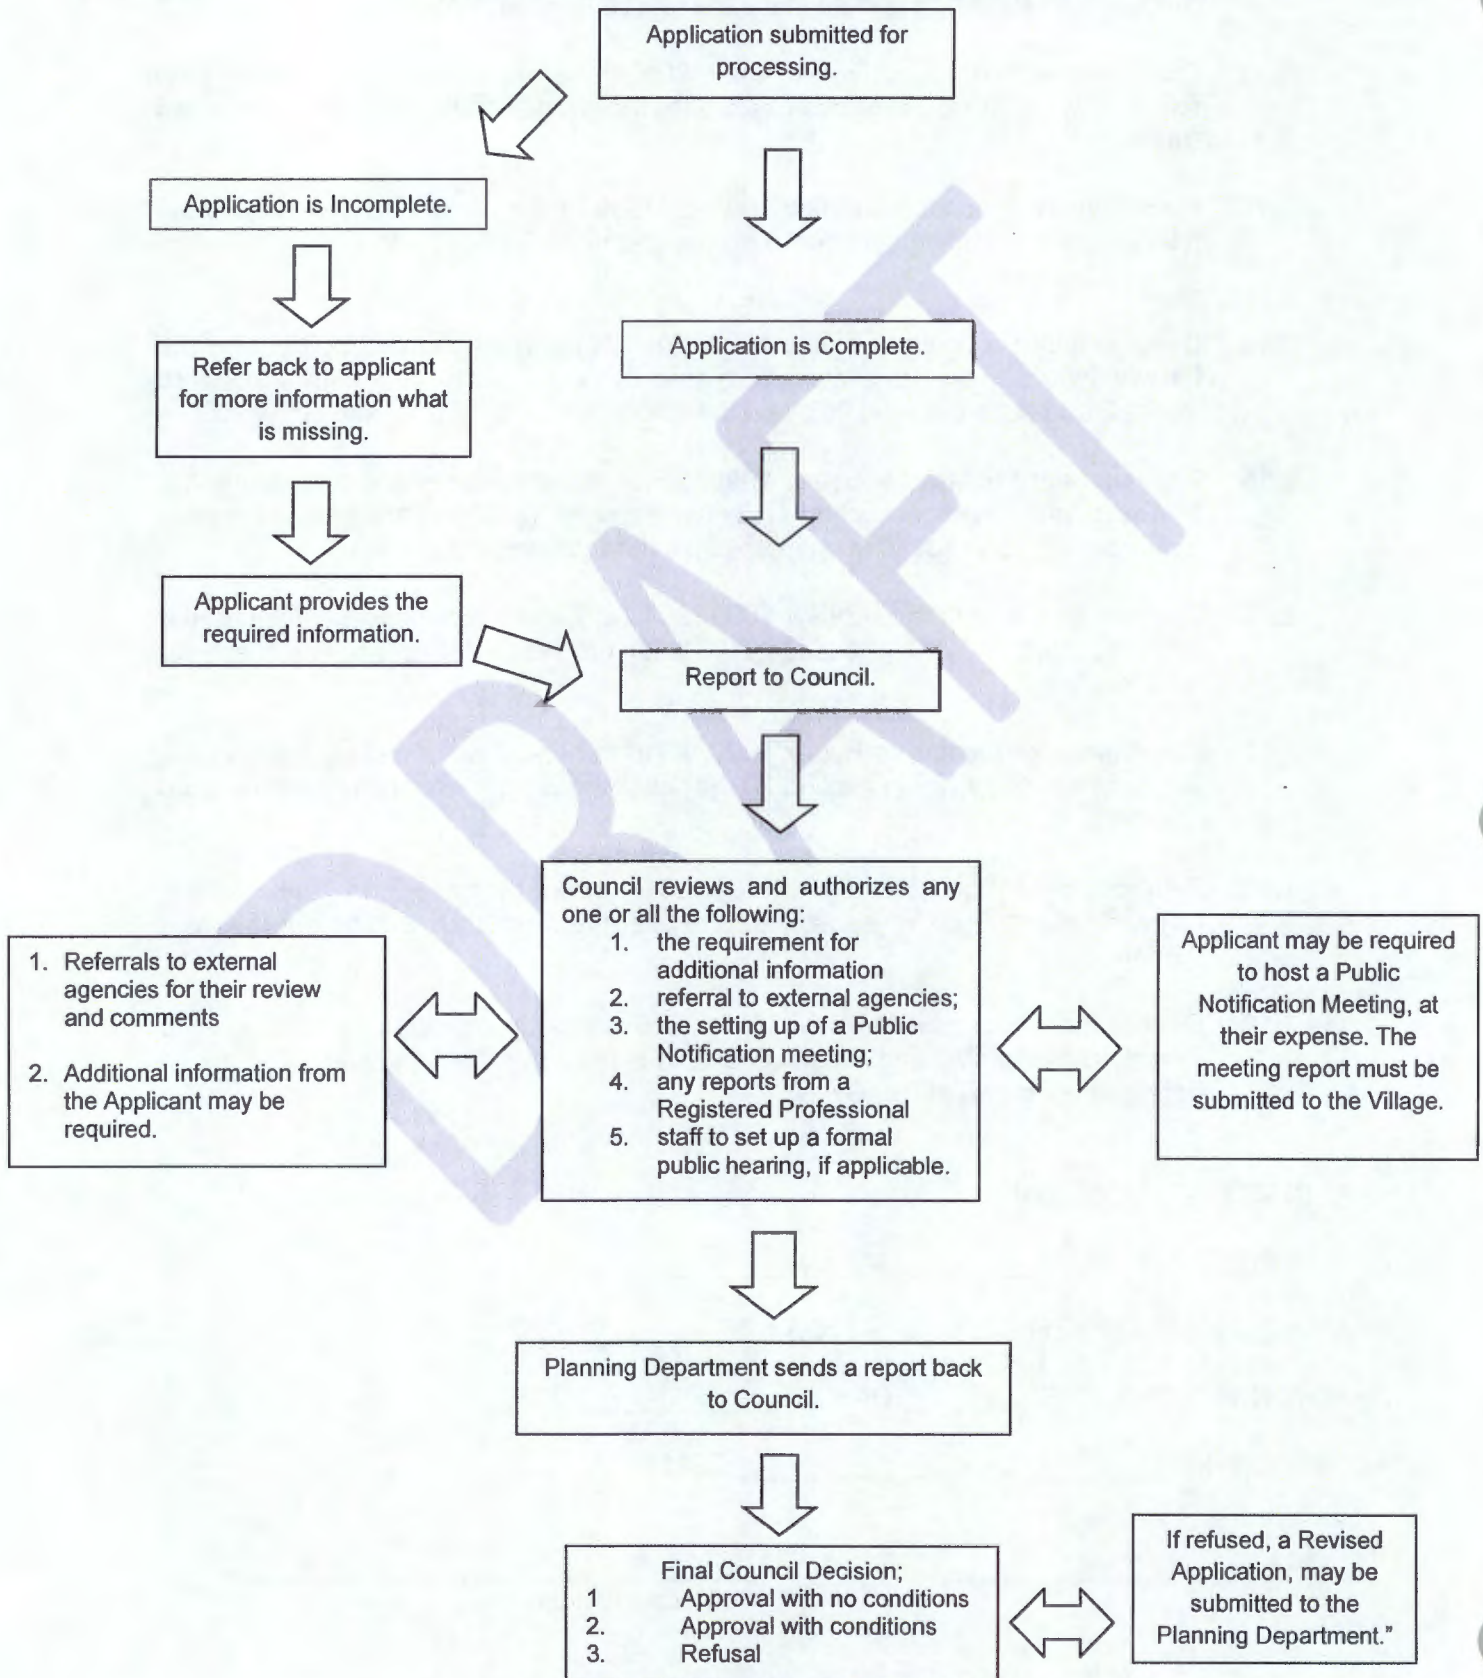 Application submitted for
processing.
Application is Incomplete.
Refer back to applicant
for more information what
is missing.
Application is Complete.
Applicant provides the
required information.
Report to Council.
Council reviews and authorizes any
one or all the following:
1. the requirement for
additional information
2. referral to external agencies;
3. the setting up of a Public
Notification meeting;
4. any reports from a
Registered Professional
5. staff to set up a formal
public hearing, if applicable.
1. Referrals to external
agencies for their review
and comments
2. Additional information from
the Applicant may be
required.
Applicant may be required
to host a Public
Notification Meeting, at
their expense. The
meeting report must be
submitted to the Village.
Planning Department sends a report back
to Council.
Final Council Decision;
1 Approval with no conditions
2. Approval with conditions
3. Refusal
If refused, a Revised
Application, may be
submitted to the
Planning Department."
DRAFT